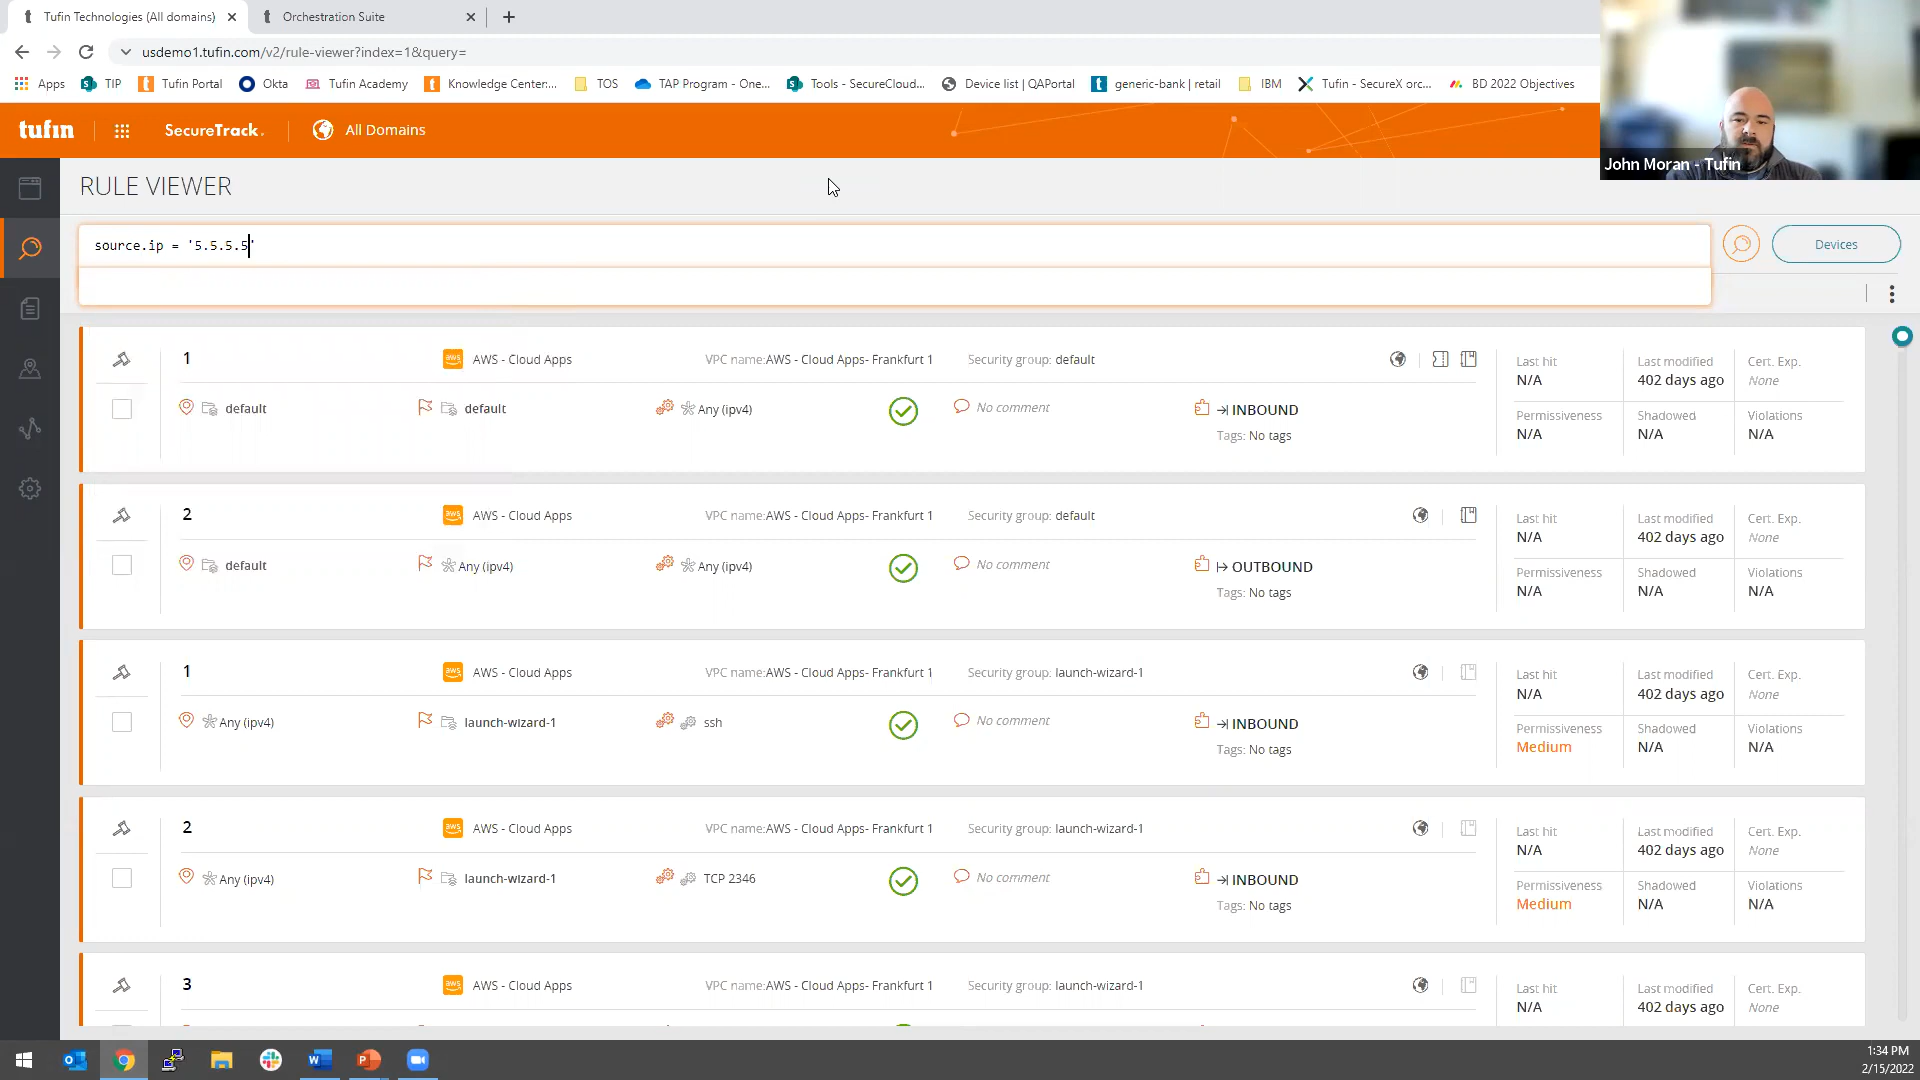 Tufin Technologies (All domains)
Orchestration Suite
usdemo1.tufin.com/v2/rule-viewer?index=1&query=
Apps TIP Tufin Portal Okta Tufin Academy Knowledge Center:... TOS TAP Program - One... Tools - SecureCloud... Device list | QAPortal generic-bank | retail IBM Tufin - SecureX orc... BD 2022 Objectives
tufin SecureTrack All Domains
John Moran - Tufin
RULE VIEWER
source.ip = '5.5.5.5'
Devices
1 aws AWS - Cloud Apps VPC name:AWS - Cloud Apps- Frankfurt 1 Security group: default
Last hit Last modified Cert. Exp.
N/A 402 days ago None
default default Any (ipv4) No comment INBOUND
Permissiveness Shadowed Violations
N/A N/A N/A
Tags: No tags
2 aws AWS - Cloud Apps VPC name:AWS - Cloud Apps- Frankfurt 1 Security group: default
Last hit Last modified Cert. Exp.
N/A 402 days ago None
default Any (ipv4) Any (ipv4) No comment OUTBOUND
Permissiveness Shadowed Violations
N/A N/A N/A
Tags: No tags
1 aws AWS - Cloud Apps VPC name:AWS - Cloud Apps- Frankfurt 1 Security group: launch-wizard-1
Last hit Last modified Cert. Exp.
N/A 402 days ago None
Any (ipv4) launch-wizard-1 ssh No comment INBOUND
Permissiveness Shadowed Violations
Medium N/A N/A
Tags: No tags
2 aws AWS - Cloud Apps VPC name:AWS - Cloud Apps- Frankfurt 1 Security group: launch-wizard-1
Last hit Last modified Cert. Exp.
N/A 402 days ago None
Any (ipv4) launch-wizard-1 TCP 2346 No comment INBOUND
Permissiveness Shadowed Violations
Medium N/A N/A
Tags: No tags
3 aws AWS - Cloud Apps VPC name:AWS - Cloud Apps- Frankfurt 1 Security group: launch-wizard-1
Last hit Last modified Cert. Exp.
N/A 402 days ago None
1:34 PM
2/15/2022